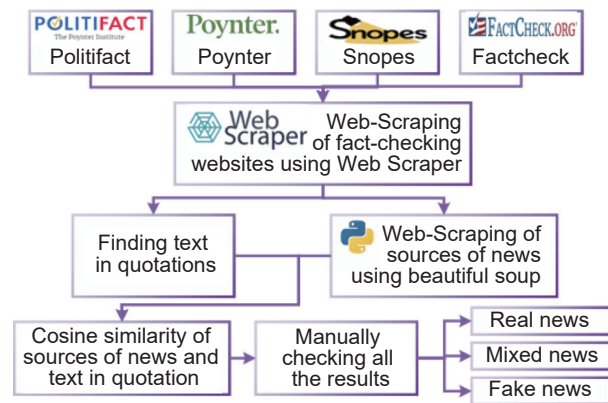 POLITIFACT
The Poynter Institute
Politifact
Poynter.
Poynter
Snopes
Snopes
FACTCHECK.ORG
Factcheck
Web
Scraper
Web-Scraping
of fact-checking
websites using Web Scraper
Finding text
in quotations
Web-Scraping of
sources of news
using beautiful soup
Cosine similarity of
sources of news and
text in quotation
Manually
checking all
the results
Real news
Mixed news
Fake news